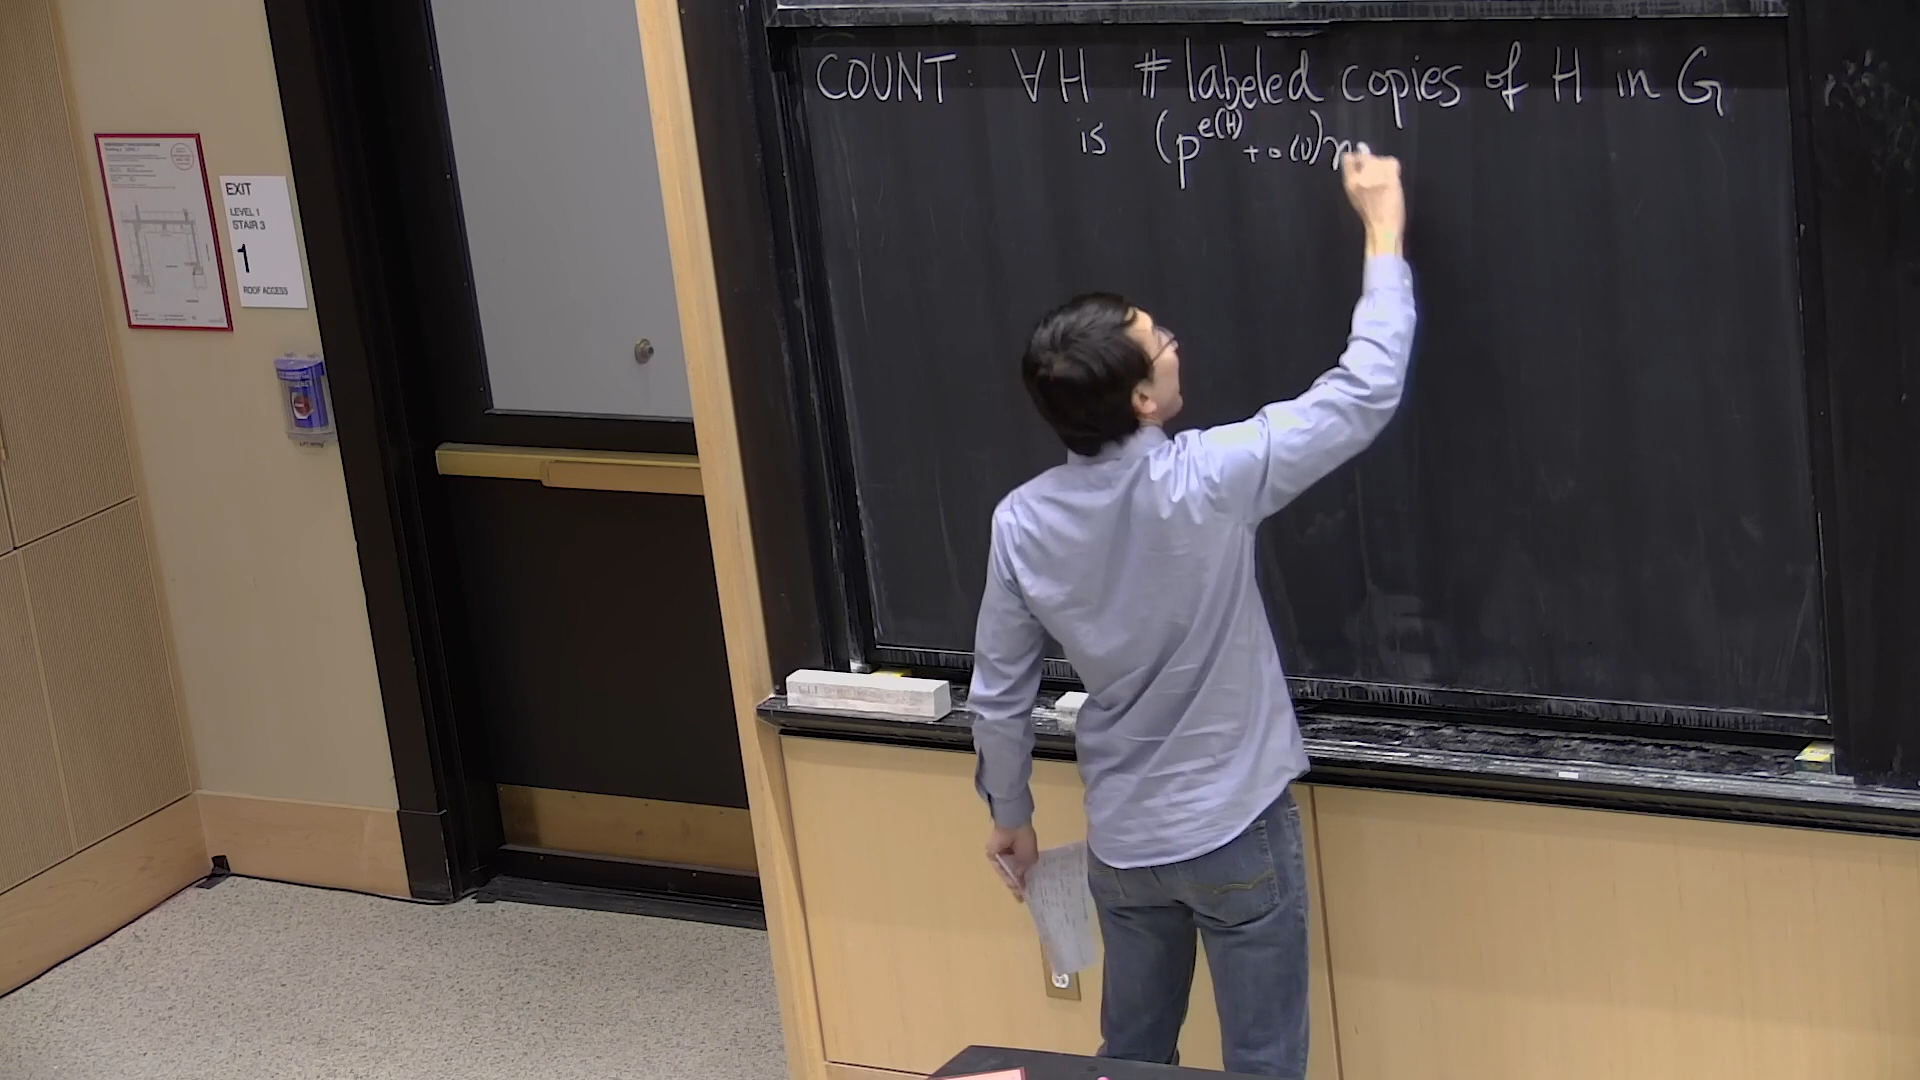 COUNT: ∀H # labeled copies of H in G
is (p^{e(H)} + o(1))n
EXIT
LEVEL 1
STAIR 3
1
ROOF ACCESS